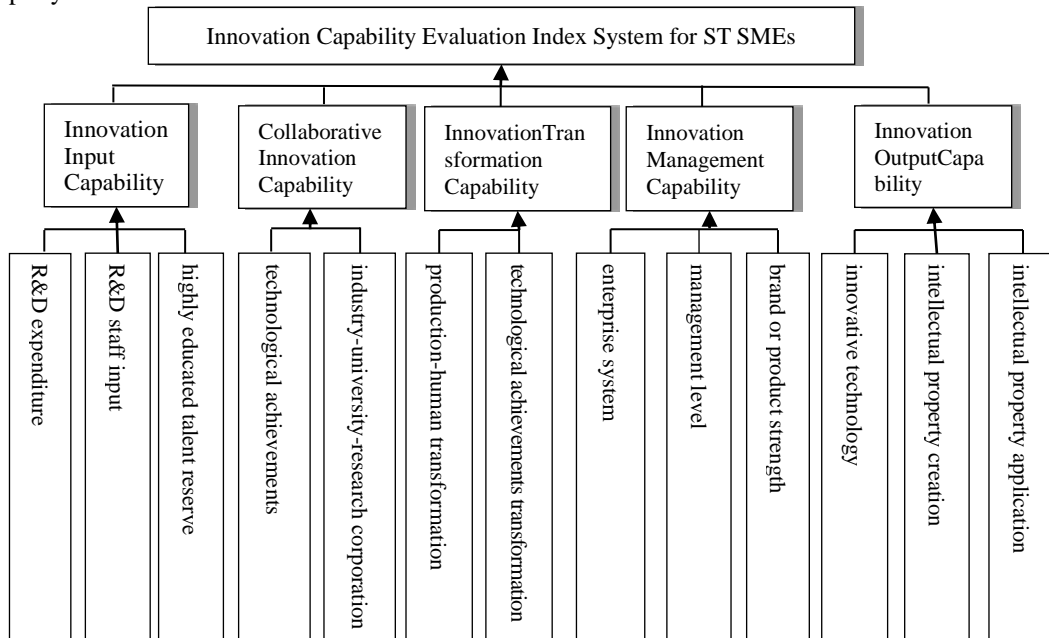 Innovation Capability Evaluation Index System for ST SMEs
Innovation
Input
Capability
Collaborative
Innovation
Capability
InnovationTran
sformation
Capability
Innovation
Management
Capability
Innovation
OutputCapa
bility
R&D expenditure
R&D staff input
highly educated talent reserve
technological achievements
industry-university-research corporation
production-human transformation
technological achievements transformation
enterprise system
management level
brand or product strength
innovative technology
intellectual property creation
intellectual property application